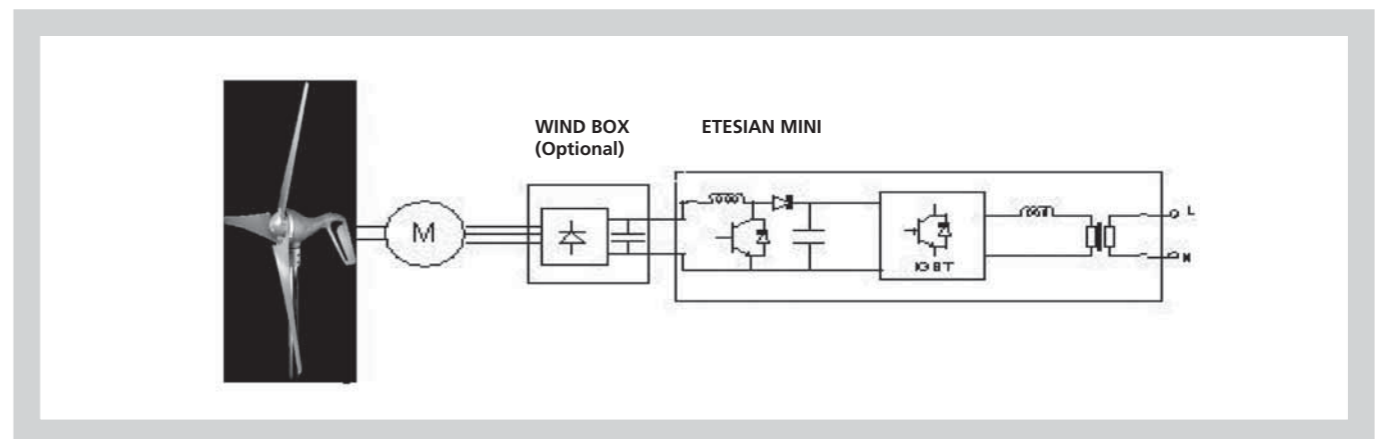 WIND BOX
(Optional)
ETESIAN MINI
M
IGBT
L
N